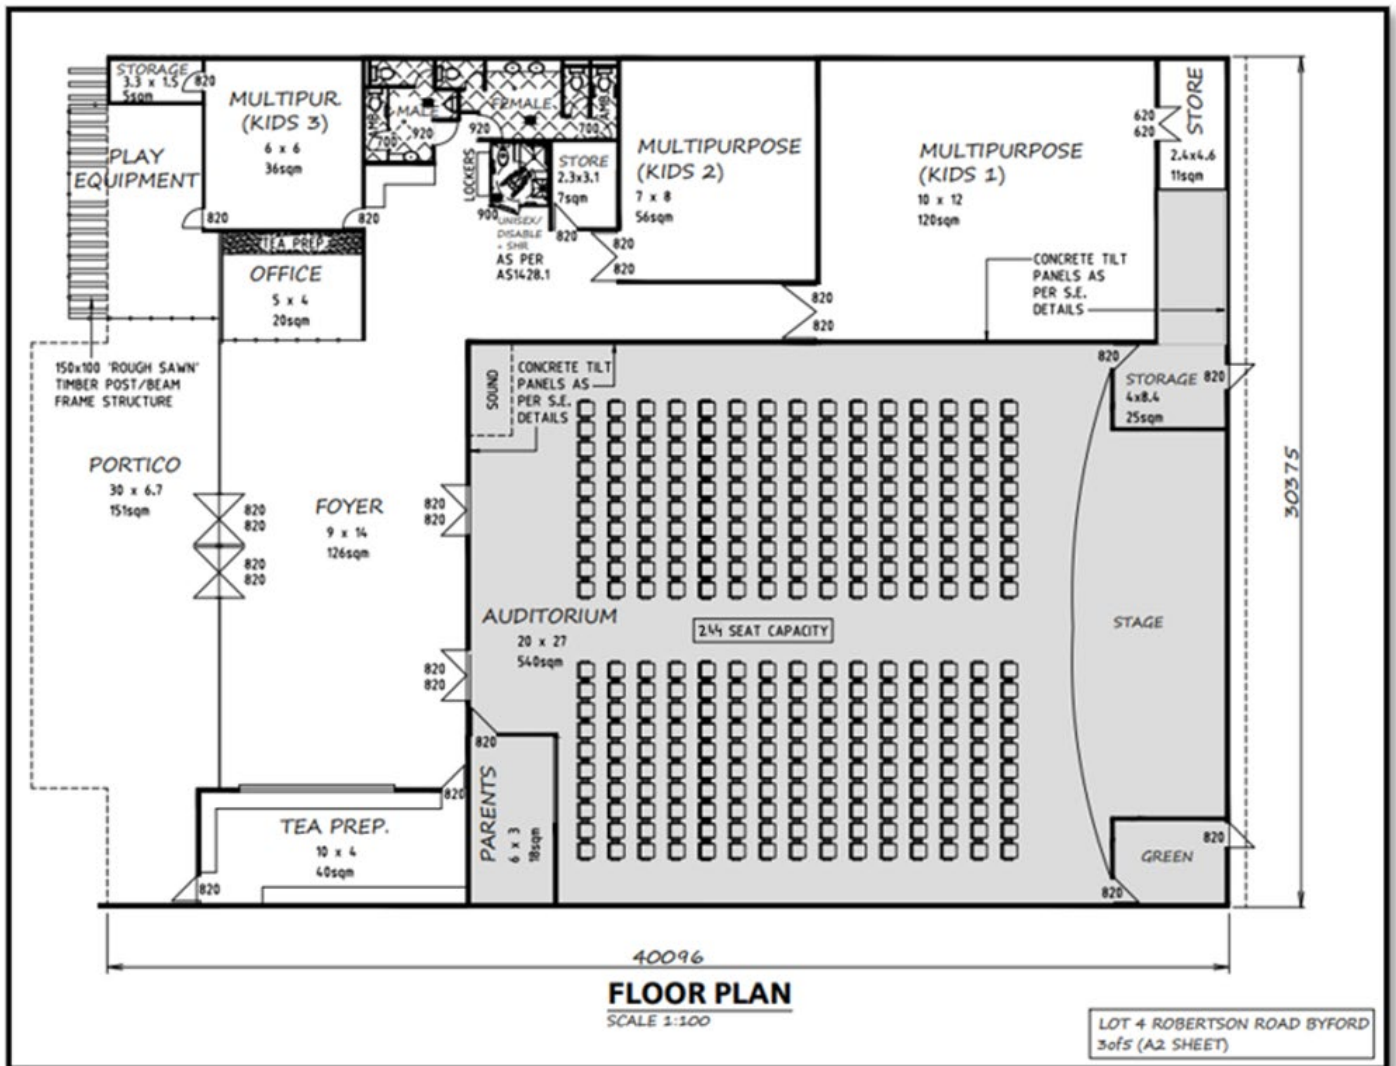 STORAGE
3.3 x 1.5
5sqm
820
MULTIPUR.
(KIDS 3)
6 x 6
36sqm
820
820
PLAY
EQUIPMENT
AMB
MALE
700
920
FEMALE
920
700
AMB
LOCKERS
900
UNISEX/
DISABLE
+ SHR
AS PER
AS1428.1
STORE
2.3x3.1
7sqm
820
MULTIPURPOSE
(KIDS 2)
7 x 8
56sqm
820
820
MULTIPURPOSE
(KIDS 1)
10 x 12
120sqm
820
820
620
620
STORE
2.4x4.6
11sqm
CONCRETE TILT
PANELS AS
PER S.E.
DETAILS
TEA PREP.
OFFICE
5 x 4
20sqm
150x100 'ROUGH SAWN'
TIMBER POST/BEAM
FRAME STRUCTURE
PORTICO
30 x 6.7
151sqm
820
820
820
820
FOYER
9 x 14
126sqm
820
820
820
820
SOUND
CONCRETE TILT
PANELS AS
PER S.E.
DETAILS
820
STORAGE
820
4x8.4
25sqm
AUDITORIUM
20 x 27
540sqm
244 SEAT CAPACITY
STAGE
820
PARENTS
6 x 3
18sqm
820
TEA PREP.
10 x 4
40sqm
820
820
GREEN
820
30375
40096
FLOOR PLAN
SCALE 1:100
LOT 4 ROBERTSON ROAD BYFORD
3of5 (A2 SHEET)